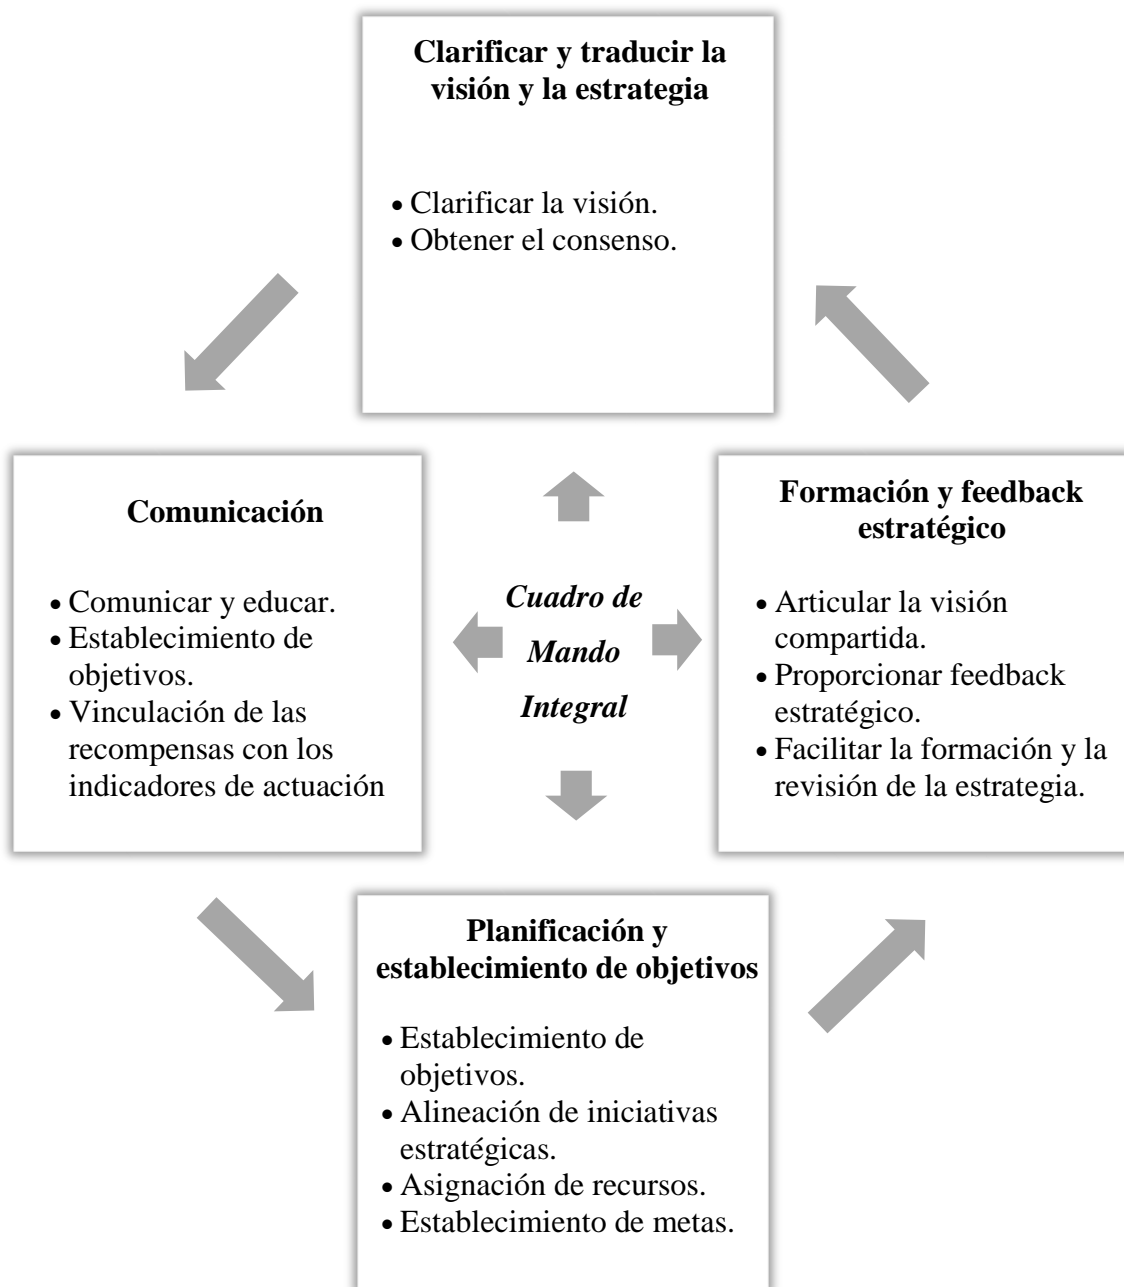 Clarificar y traducir la
visión y la estrategia
• Clarificar la visión.
• Obtener el consenso.
Comunicación
• Comunicar y educar.
• Establecimiento de
objetivos.
• Vinculación de las
recompensas con los
indicadores de actuación
Cuadro de
Mando
Integral
Formación y feedback
estratégico
• Articular la visión
compartida.
• Proporcionar feedback
estratégico.
• Facilitar la formación y la
revisión de la estrategia.
Planificación y
establecimiento de objetivos
• Establecimiento de
objetivos.
• Alineación de iniciativas
estratégicas.
• Asignación de recursos.
• Establecimiento de metas.